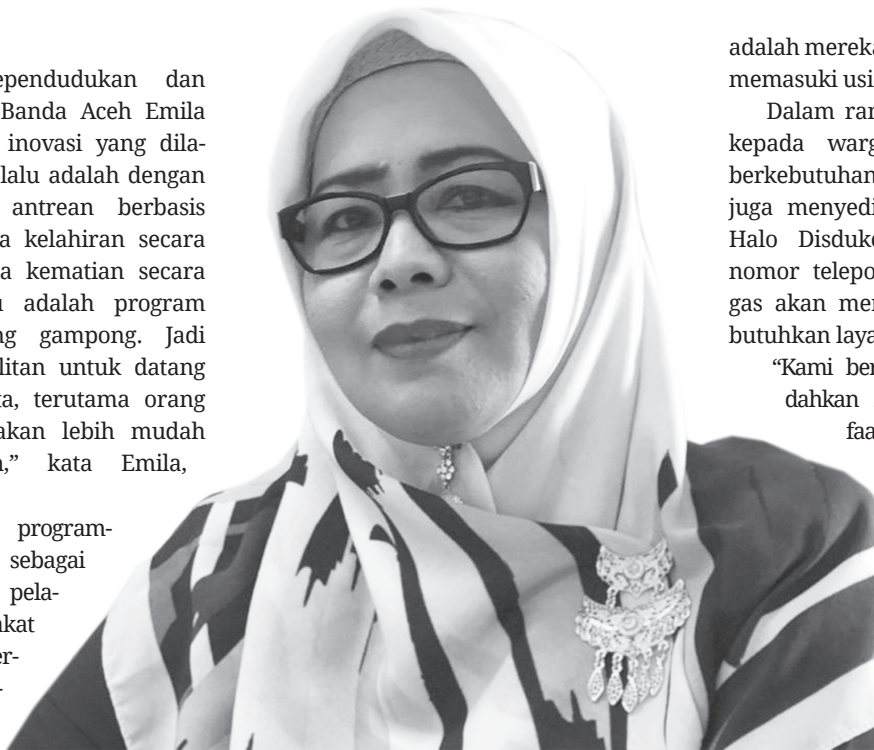 ependudukan dan
Banda Aceh Emila
inovasi yang dila-
lalu adalah dengan
antrean berbasis
a kelahiran secara
a kematian secara
adalah program
ng gampong. Jadi
litan untuk datang
ta, terutama orang
akan lebih mudah
n,” kata Emila,
program-
sebagai
pela-
akat
er-
-
adalah mereka
memasuki usi
Dalam ran
kepada warg
berkebutuhan
juga menyedi
Halo Disduk
nomor telepo
gas akan men
butuhkan laya
“Kami ber
dahkan
faa